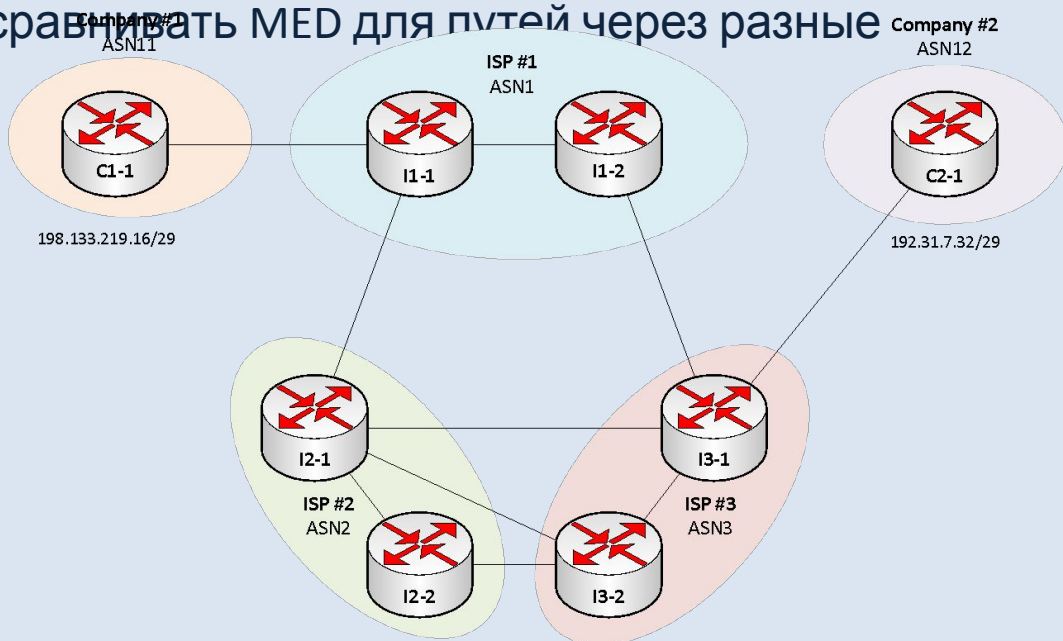 сравнивать MED для путей через разные
Company #1
ASN11
Company #2
ASN12
ISP #1
ASN1
C1-1
I1-1
I1-2
C2-1
198.133.219.16/29
192.31.7.32/29
I2-1
I3-1
ISP #2
ASN2
ISP #3
ASN3
I2-2
I3-2